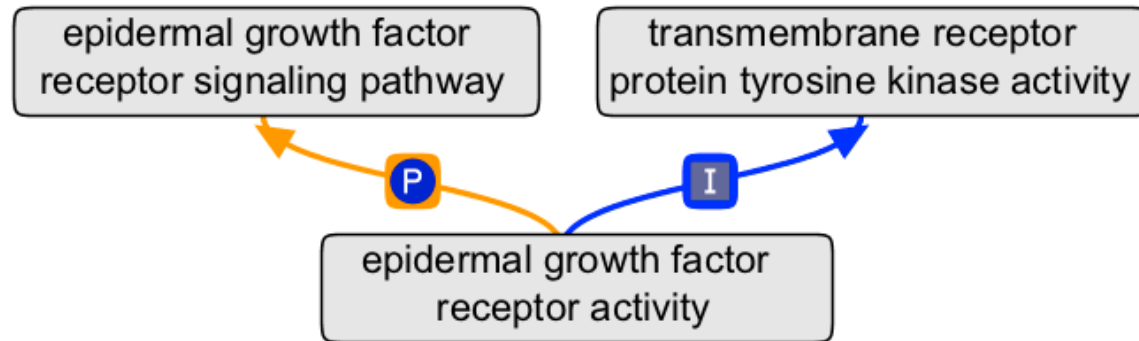 epidermal growth factor
receptor signaling pathway
transmembrane receptor
protein tyrosine kinase activity
P
I
epidermal growth factor
receptor activity